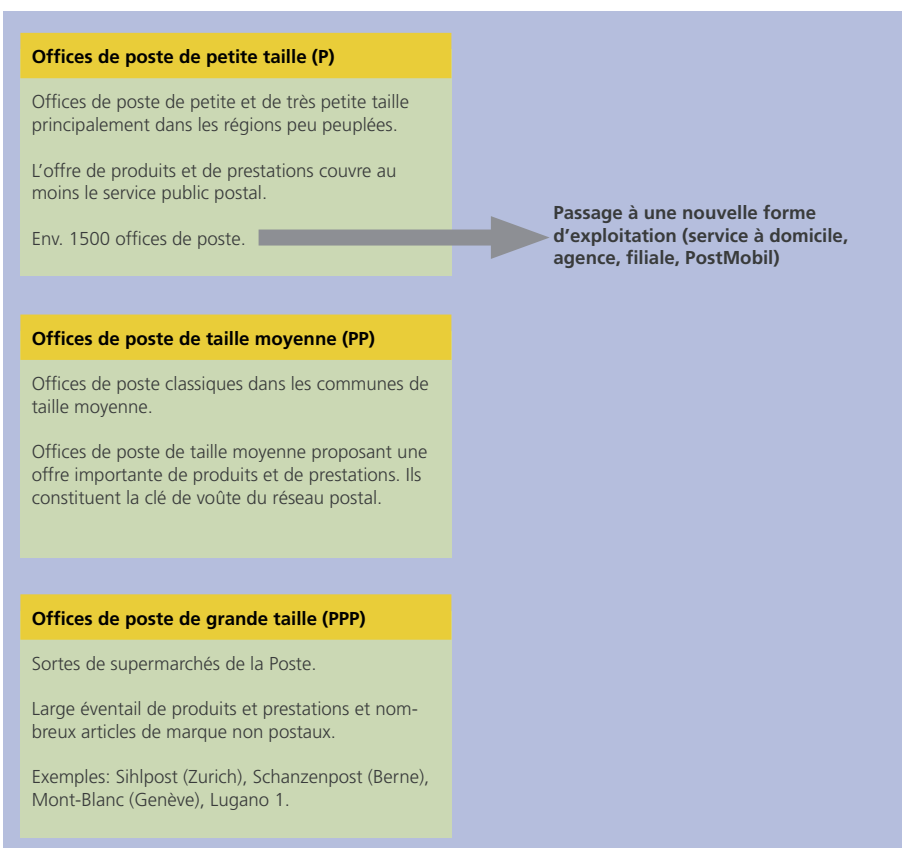 Offices de poste de petite taille (P)
Offices de poste de petite et de très petite taille
principalement dans les régions peu peuplées.
L'offre de produits et de prestations couvre au
moins le service public postal.
Env. 1500 offices de poste.
Passage à une nouvelle forme
d'exploitation (service à domicile,
agence, filiale, PostMobil)
Offices de poste de taille moyenne (PP)
Offices de poste classiques dans les communes de
taille moyenne.
Offices de poste de taille moyenne proposant une
offre importante de produits et de prestations. Ils
constituent la clé de voûte du réseau postal.
Offices de poste de grande taille (PPP)
Sortes de supermarchés de la Poste.
Large éventail de produits et prestations et nom-
breux articles de marque non postaux.
Exemples: Sihlpost (Zurich), Schanzenpost (Berne),
Mont-Blanc (Genève), Lugano 1.